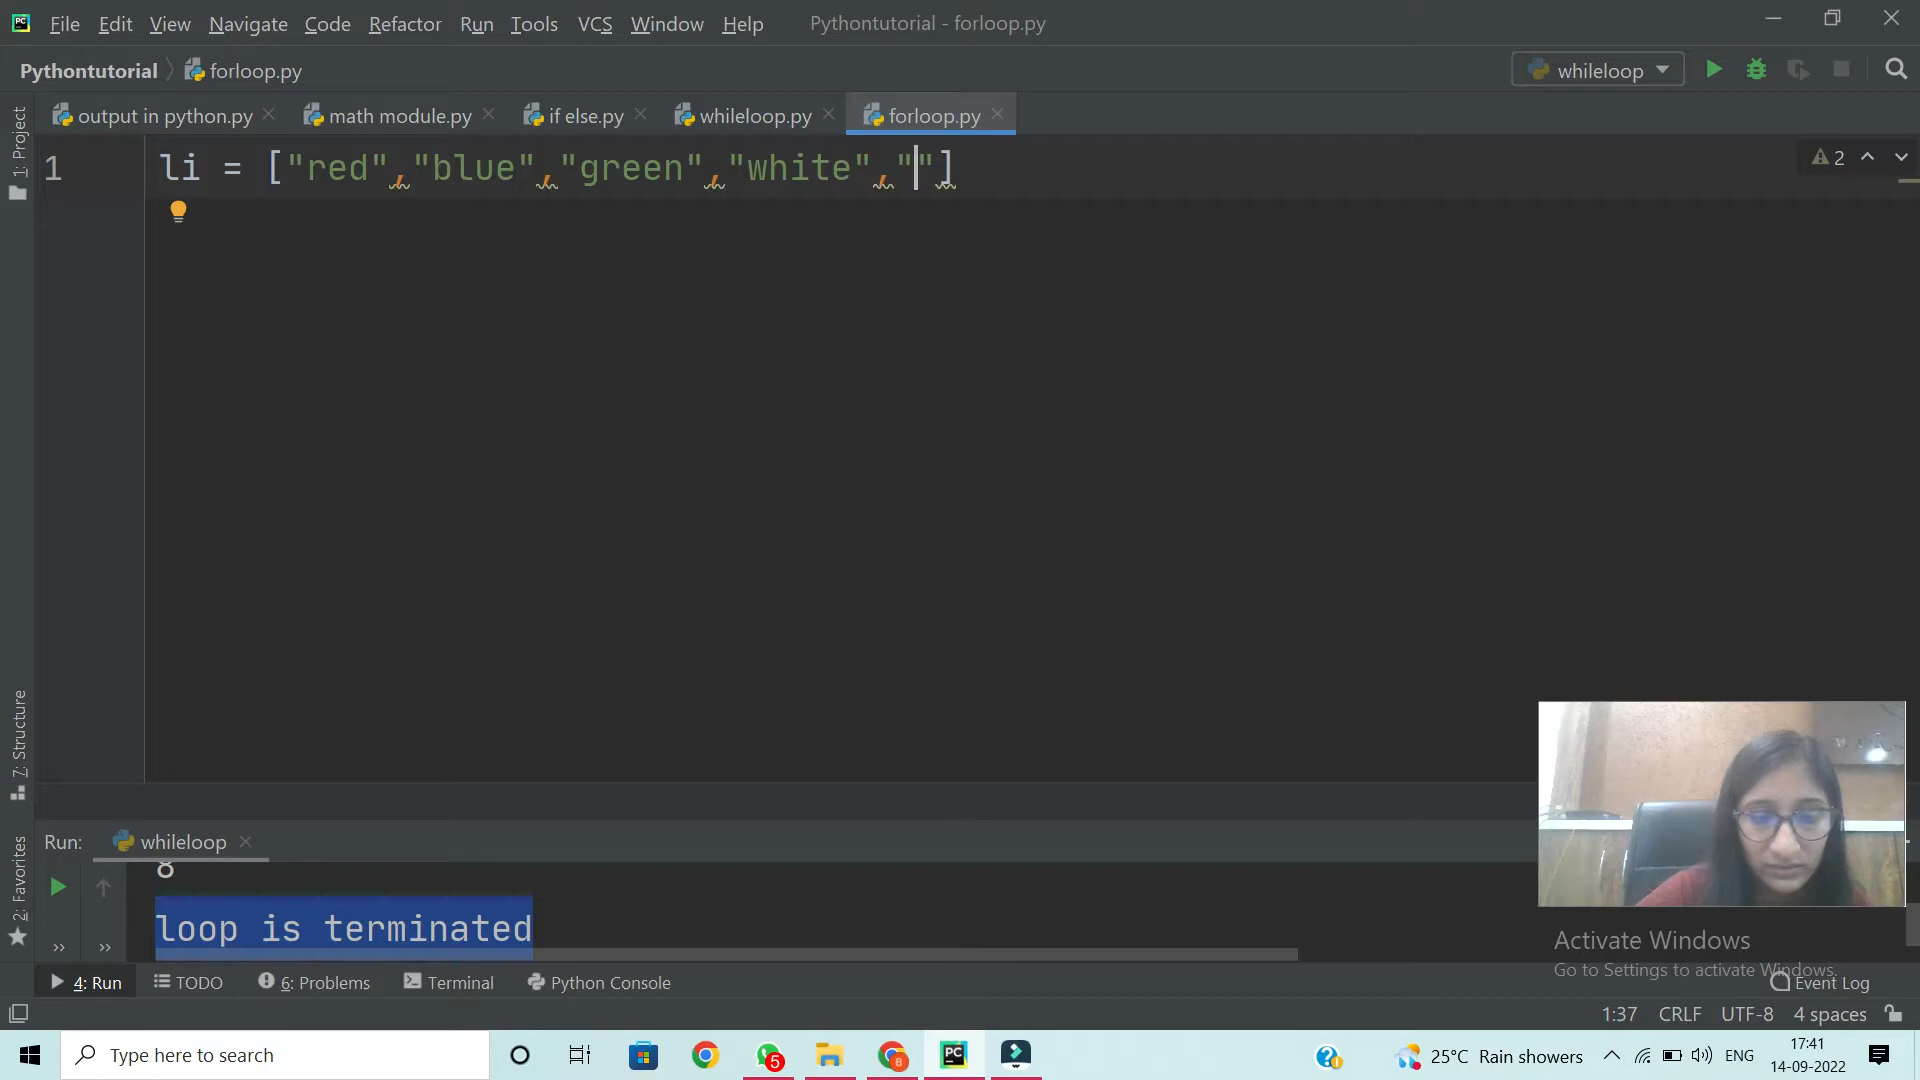 File Edit View Navigate Code Refactor Run Tools VCS Window Help Pythontutorial - forloop.py
Pythontutorial forloop.py whileloop
output in python.py math module.py if else.py whileloop.py forloop.py
1 li = ["red","blue","green","white",""] 2
1: Project
7: Structure
2: Favorites
Run: whileloop
8
loop is terminated
Activate Windows
Go to Settings to activate Windows.
4: Run TODO 6: Problems Terminal Python Console Event Log
1:37 CRLF UTF-8 4 spaces
Type here to search 5 B PC 25°C Rain showers ENG 17:41
14-09-2022